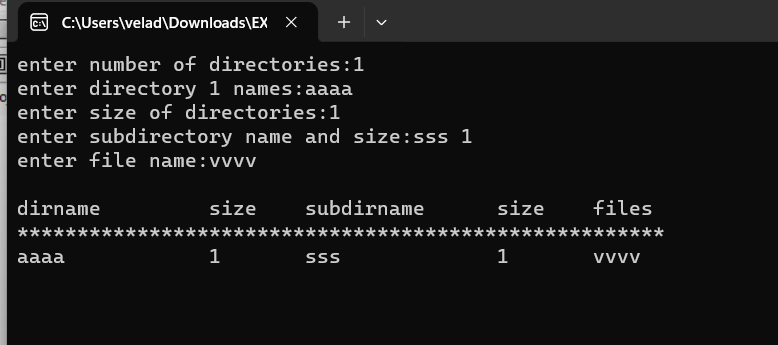 C:\Users\velad\Downloads\EX
enter number of directories:1
enter directory 1 names:aaaa
enter size of directories:1
enter subdirectory name and size:sss 1
enter file name:vvvv
dirname size subdirname size files
******************************************************
aaaa 1 sss 1 vvvv